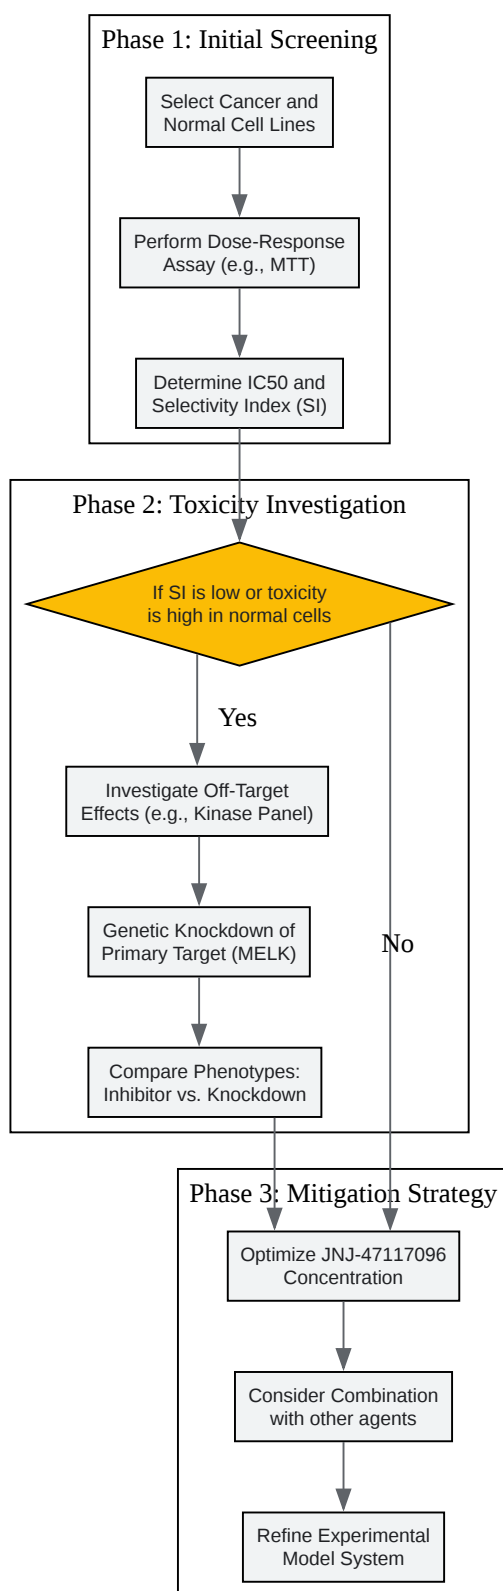 Phase 1: Initial Screening
Select Cancer and
Normal Cell Lines
Perform Dose-Response
Assay (e.g., MTT)
Determine IC50 and
Selectivity Index (SI)
Phase 2: Toxicity Investigation
If SI is low or toxicity
is high in normal cells
Yes
Investigate Off-Target
Effects (e.g., Kinase Panel)
Genetic Knockdown of
Primary Target (MELK)
No
Compare Phenotypes:
Inhibitor vs. Knockdown
Phase 3: Mitigation Strategy
Optimize JNJ-47117096
Concentration
Consider Combination
with other agents
Refine Experimental
Model System